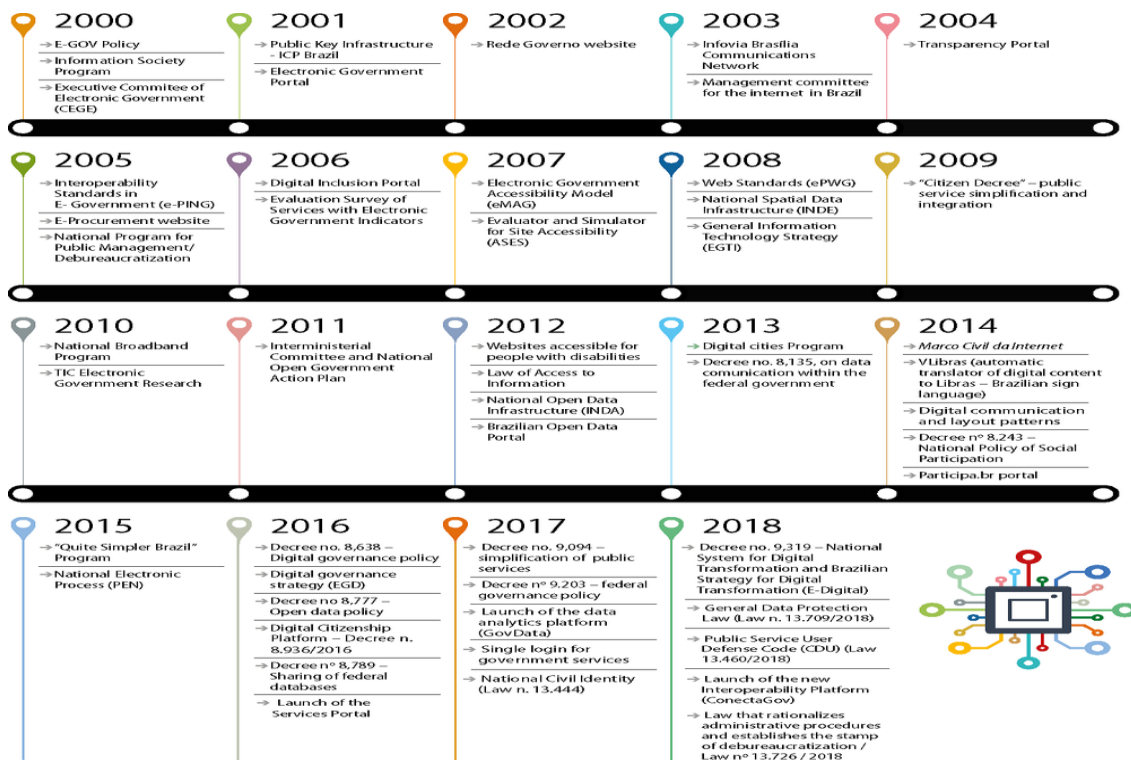 2000
→E-GOV Policy
→Information Society
Program
→Executive Commitee of
Electronic Government
(CEGE)
2001
→Public Key Infrastructure
- ICP Brazil
→Electronic Government
Portal
2002
→Rede Governo website
2003
→Infovia Brasília
Communications
Network
→Management committee
for the internet in Brazil
2004
→Transparency Portal
2005
→Interoperability
Standards in
E- Government (e-PING)
→E-Procurement website
→National Program for
Public Management/
Debureaucratization
2006
→Digital Inclusion Portal
→Evaluation Survey of
Services with Electronic
Government Indicators
2007
→Electronic Government
Accessibility Model
(eMAG)
→Evaluator and Simulator
for Site Accessibility
(ASES)
2008
→Web Standards (ePWG)
→National Spatial Data
Infrastructure (INDE)
→General Information
Technology Strategy
(EGTI)
2009
→“Citizen Decree” – public
service simplification and
integration
2010
→National Broadband
Program
→TIC Electronic
Government Research
2011
→Interministerial
Committee and National
Open Government
Action Plan
2012
→Websites accessible for
people with disabilities
→Law of Access to
Information
→National Open Data
Infrastructure (INDA)
→Brazilian Open Data
Portal
2013
→Digital cities Program
→Decree no. 8,135, on data
comunication within the
federal government
2014
→Marco Civil da Internet
→VLibras (automatic
translator of digital content
to Libras – Brazilian sign
language)
→Digital communication
and layout patterns
→Decree nº 8.243 –
National Policy of Social
Participation
→Participa.br portal
2015
→“Quite Simpler Brazil”
Program
→National Electronic
Process (PEN)
2016
→Decree no. 8,638 –
Digital governance policy
→Digital governance
strategy (EGD)
→Decree no 8,777 –
Open data policy
→Digital Citizenship
Platform – Decree n.
8.936/2016
→Decree nº 8,789 –
Sharing of federal
databases
→ Launch of the
Services Portal
2017
→Decree no. 9,094 –
simplification of public
services
→Decree nº 9.203 – federal
governance policy
→Launch of the data
analytics platform
(GovData)
→Single login for
government services
→National Civil Identity
(Law n. 13.444)
2018
→Decree no. 9,319 – National
System for Digital
Transformation and Brazilian
Strategy for Digital
Transformation (E-Digital)
→ General Data Protection
Law (Law n. 13.709/2018)
→ Public Service User
Defense Code (CDU) (Law
13.460/2018)
→ Launch of the new
Interoperability Platform
(ConectaGov)
→ Law that rationalizes
administrative procedures
and establishes the stamp
of debureaucratization /
Law nº 13.726 / 2018